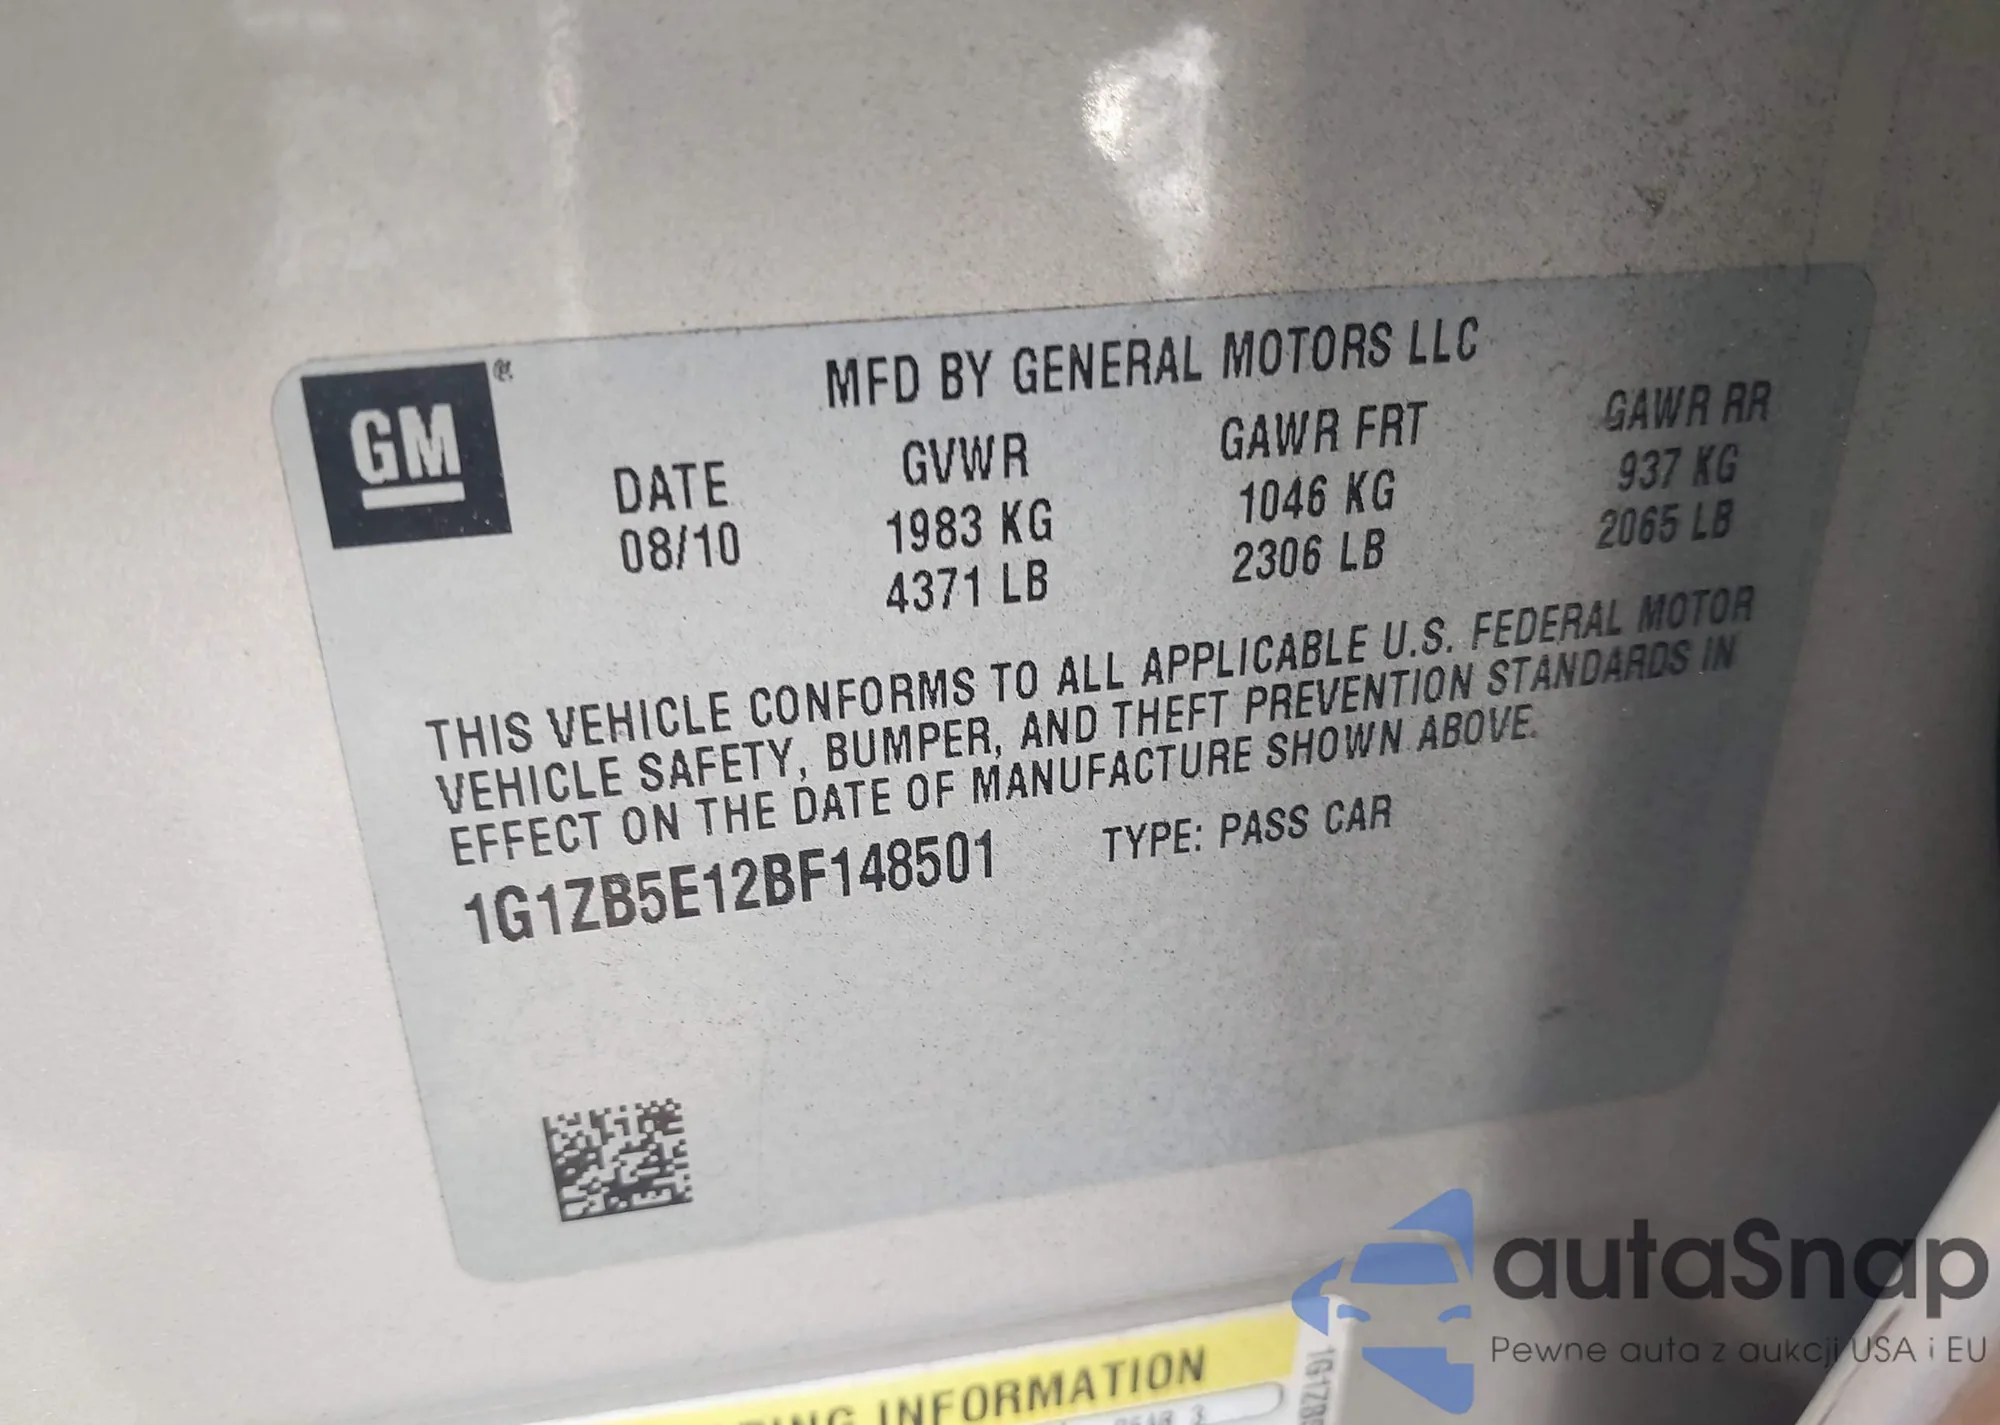 GM
®
MFD BY GENERAL MOTORS LLC
DATE GVWR GAWR FRT GAWR RR
08/10 1983 KG 1046 KG 937 KG
4371 LB 2306 LB 2065 LB
THIS VEHICLE CONFORMS TO ALL APPLICABLE U.S. FEDERAL MOTOR
VEHICLE SAFETY, BUMPER, AND THEFT PREVENTION STANDARDS IN
EFFECT ON THE DATE OF MANUFACTURE SHOWN ABOVE.
1G1ZB5E12BF148501 TYPE: PASS CAR
INFORMATION
autaSnap
Pewne auta z aukcji USA i EU